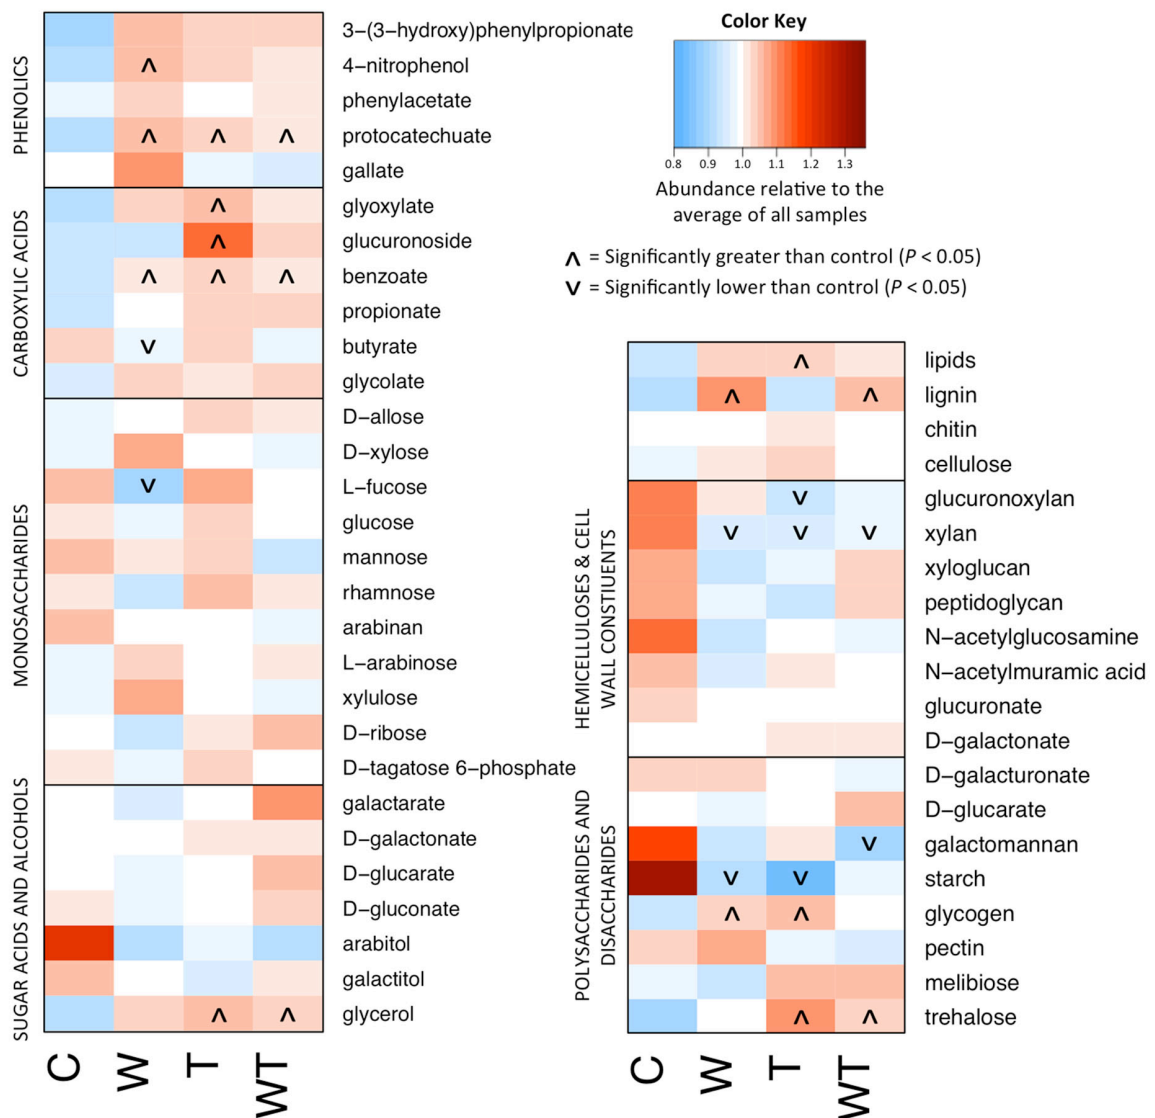 PHENOLICS
3−(3−hydroxy)phenylpropionate
4−nitrophenol
phenylacetate
protocatechuate
gallate
CARBOXYLIC ACIDS
glyoxylate
glucuronoside
benzoate
propionate
butyrate
glycolate
MONOSACCHARIDES
D−allose
D−xylose
L−fucose
glucose
mannose
rhamnose
arabinan
L−arabinose
xylulose
D−ribose
D−tagatose 6−phosphate
SUGAR ACIDS AND ALCOHOLS
galactarate
D−galactonate
D−glucarate
D−gluconate
arabitol
galactitol
glycerol
C W T WT
Color Key
0.8 0.9 1.0 1.1 1.2 1.3
Abundance relative to the
average of all samples
∧ = Significantly greater than control (P < 0.05)
∨ = Significantly lower than control (P < 0.05)
lipids
lignin
chitin
cellulose
HEMICELLULOSES & CELL
WALL CONSTIUENTS
glucuronoxylan
xylan
xyloglucan
peptidoglycan
N−acetylglucosamine
N−acetylmuramic acid
glucuronate
D−galactonate
POLYSACCHARIDES AND
DISACCHARIDES
D−galacturonate
D−glucarate
galactomannan
starch
glycogen
pectin
melibiose
trehalose
C W T WT